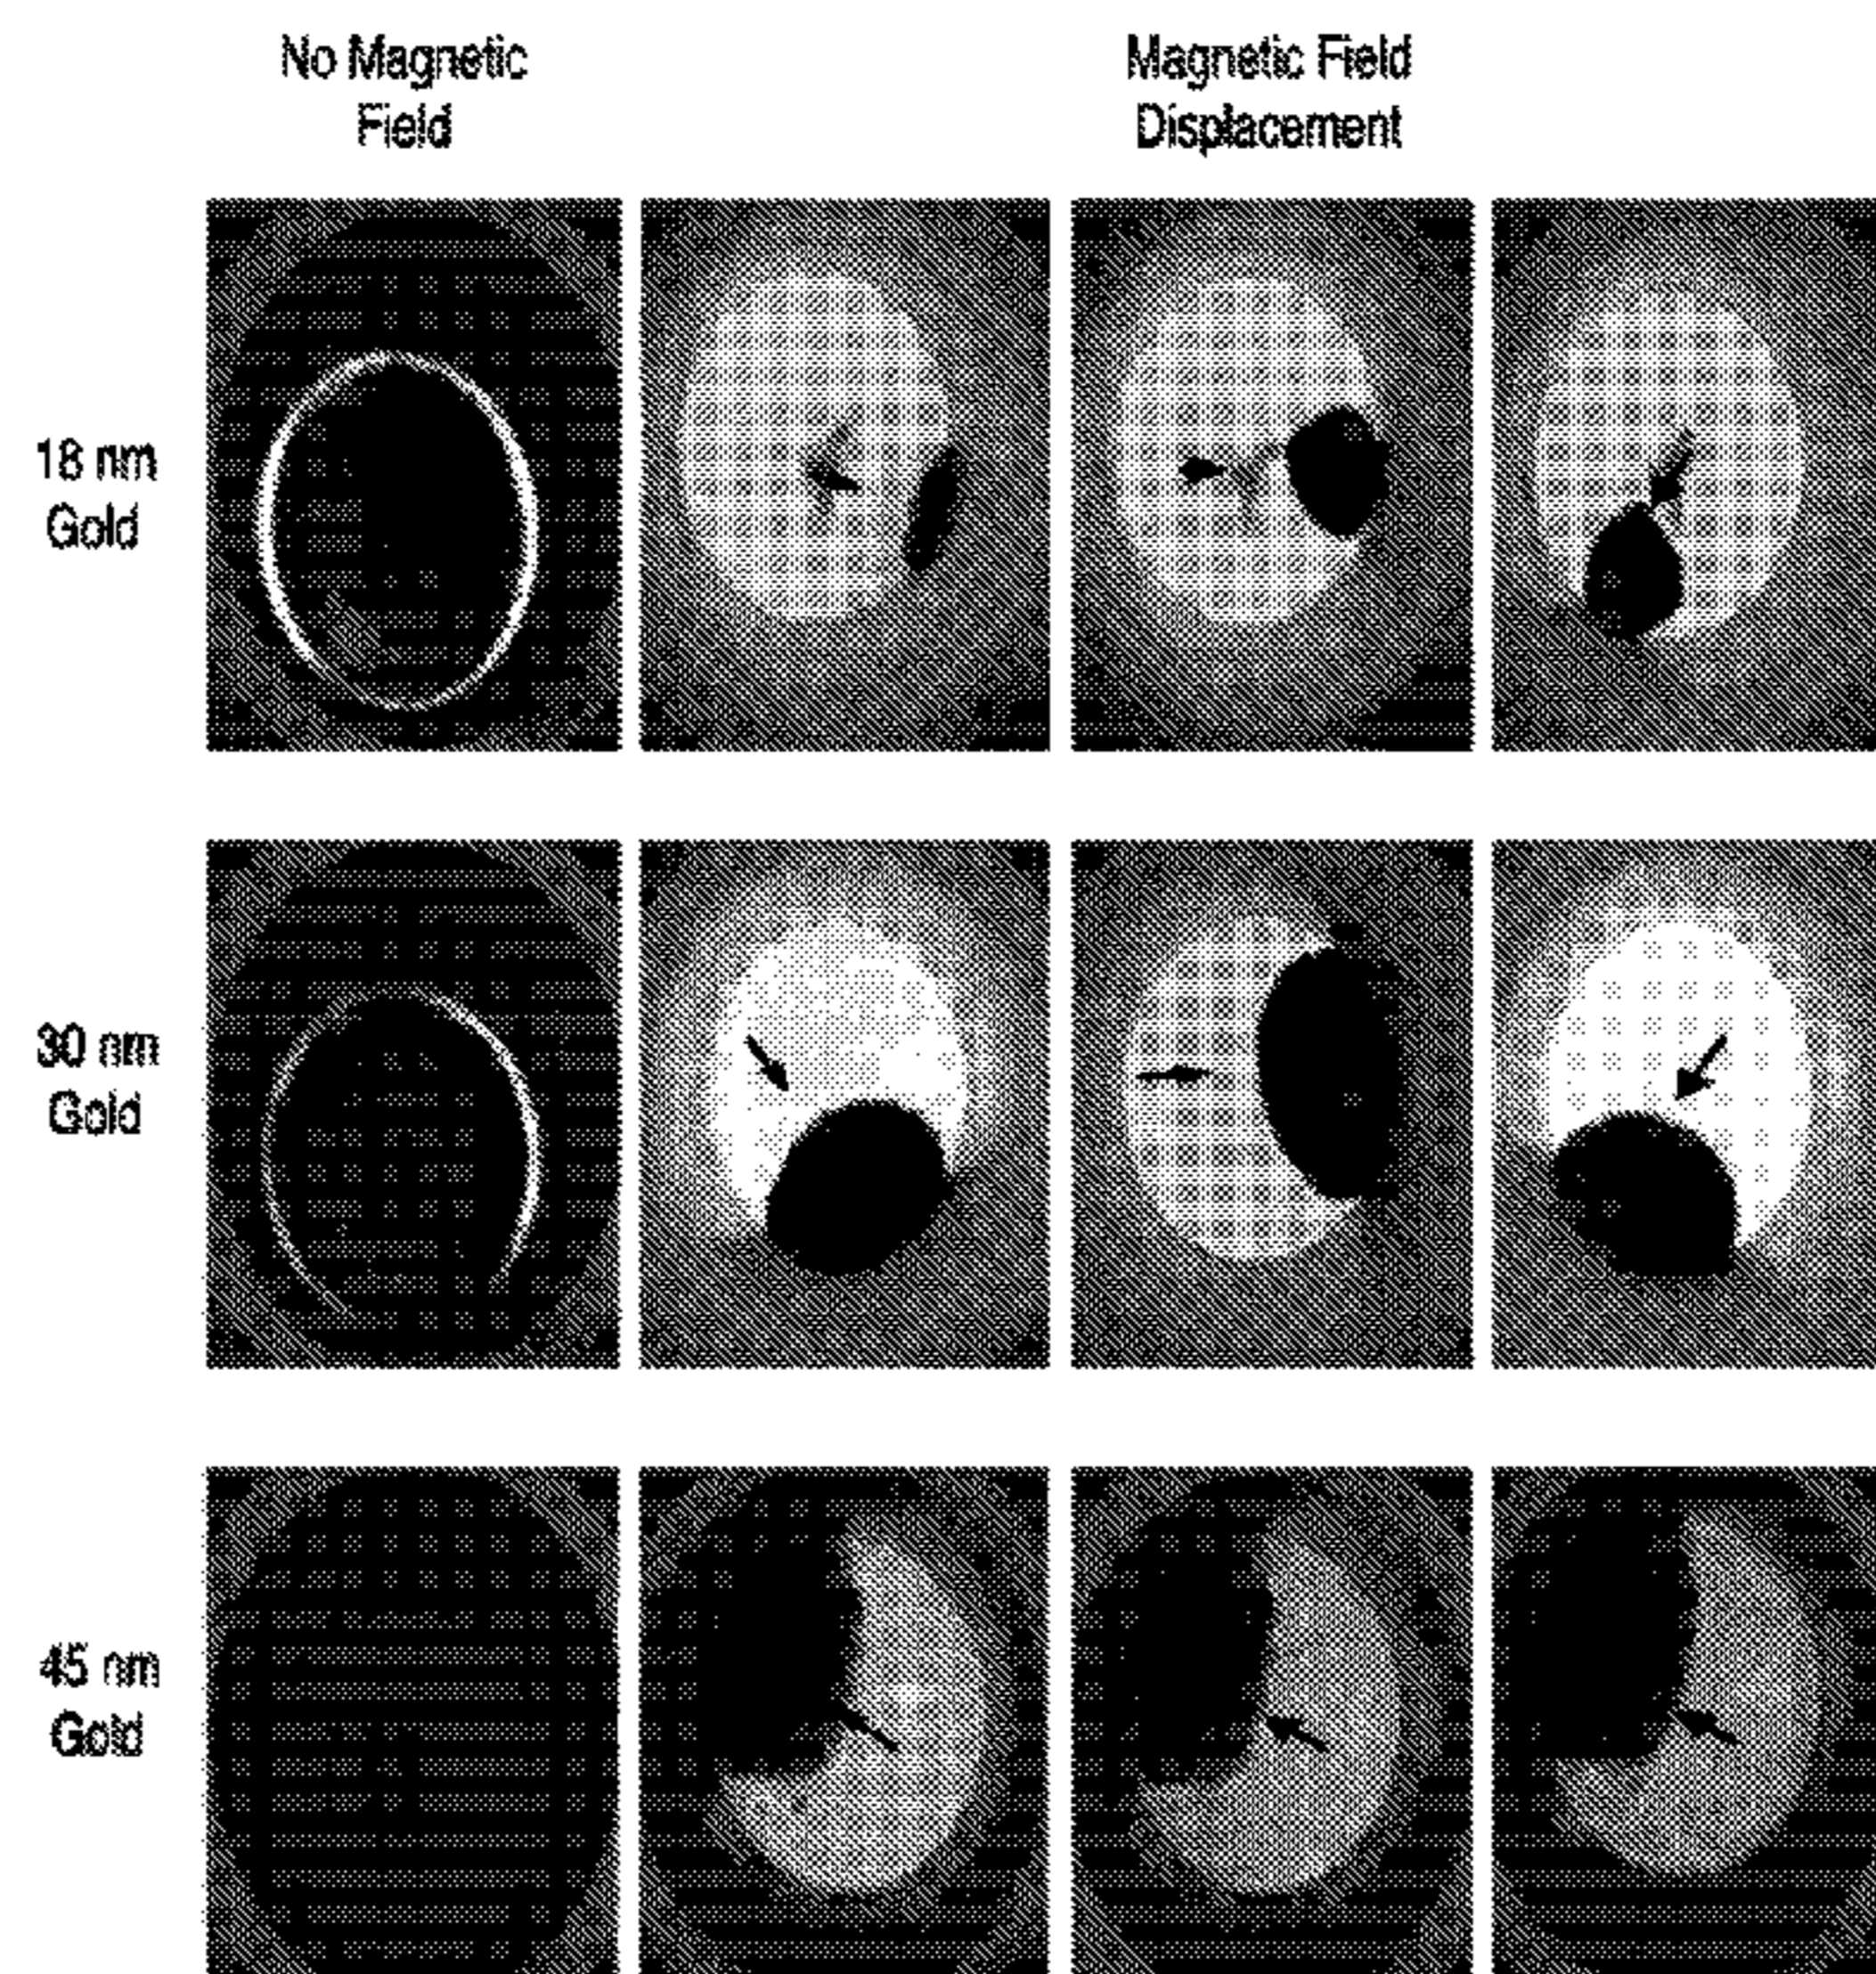 No Magnetic
Field
Magnetic Field
Displacement
18 nm
Gold
30 nm
Gold
45 nm
Gold